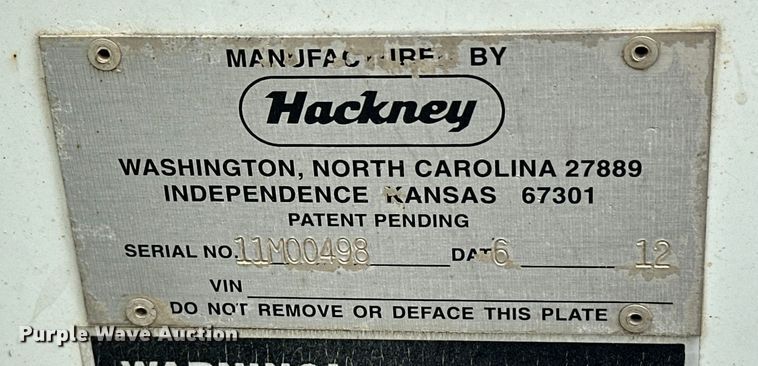 MANUFACTURED BY
Hackney
WASHINGTON, NORTH CAROLINA 27889
INDEPENDENCE KANSAS 67301
PATENT PENDING
SERIAL NO. 11M00498 DATE 6 12
VIN
DO NOT REMOVE OR DEFACE THIS PLATE
Purple Wave Auction
WARNING!